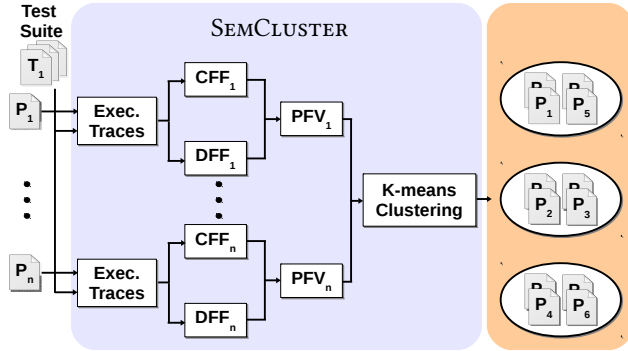 Test
Suite
SEMCLUSTER
T1
P1
Exec.
Traces
CFF1
DFF1
PFV1
K-means
Clustering
Pn
Exec.
Traces
CFFn
DFFn
PFVn
P1
P5
P2
P3
P4
P6